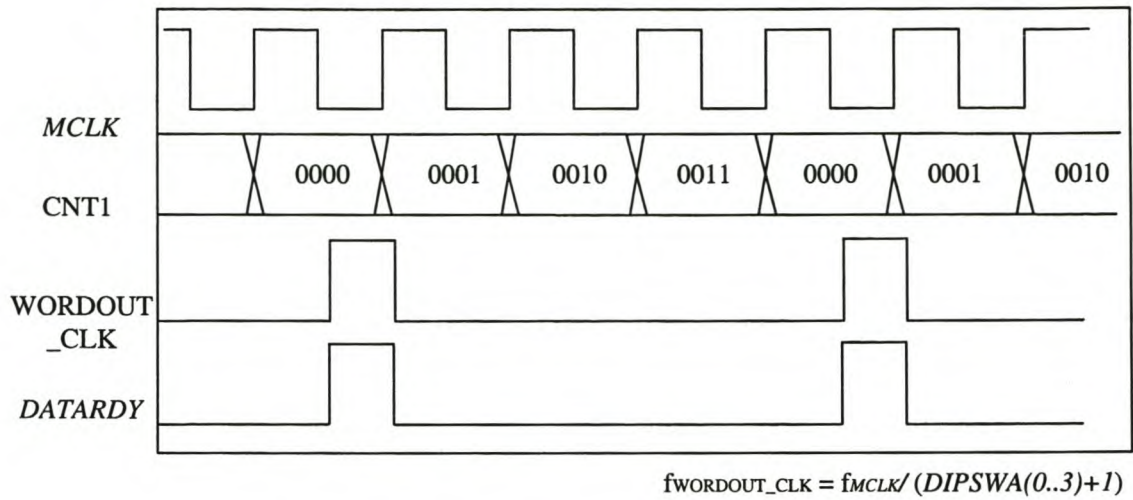 MCLK
0000 0001 0010 0011 0000 0001 0010
CNT1
WORDOUT
_CLK
DATARDY
fWORDOUT_CLK = fMCLK/ (DIPSWA(0..3)+1)